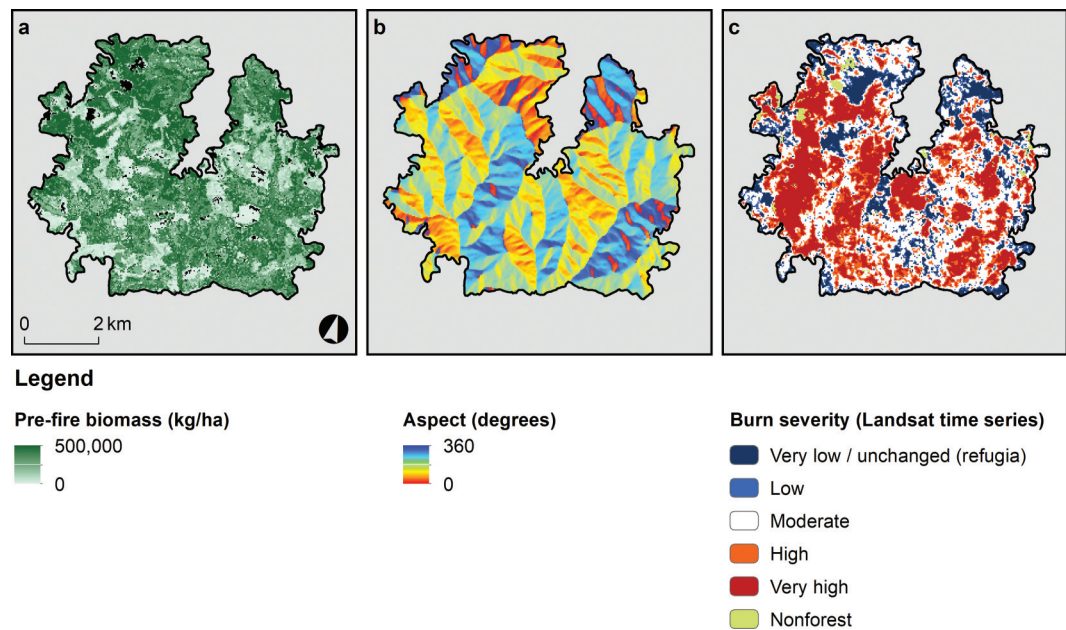 a
b
c
0 2 km
Legend
Pre-fire biomass (kg/ha)
500,000
0
Aspect (degrees)
360
0
Burn severity (Landsat time series)
Very low / unchanged (refugia)
Low
Moderate
High
Very high
Nonforest